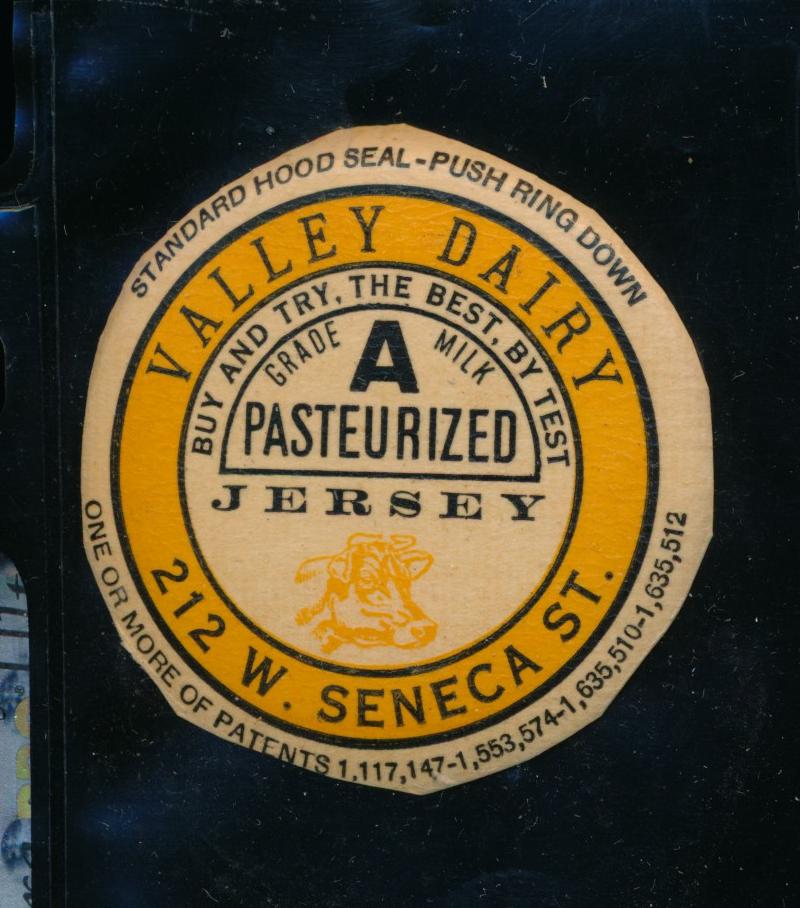 STANDARD HOOD SEAL-PUSH RING DOWN
VALLEY DAIRY
BUY AND TRY, THE BEST, BY TEST
GRADE A MILK
PASTEURIZED
JERSEY
212 W. SENECA ST.
ONE OR MORE OF PATENTS 1,117,147-1,553,574-1,635,510-1,635,512